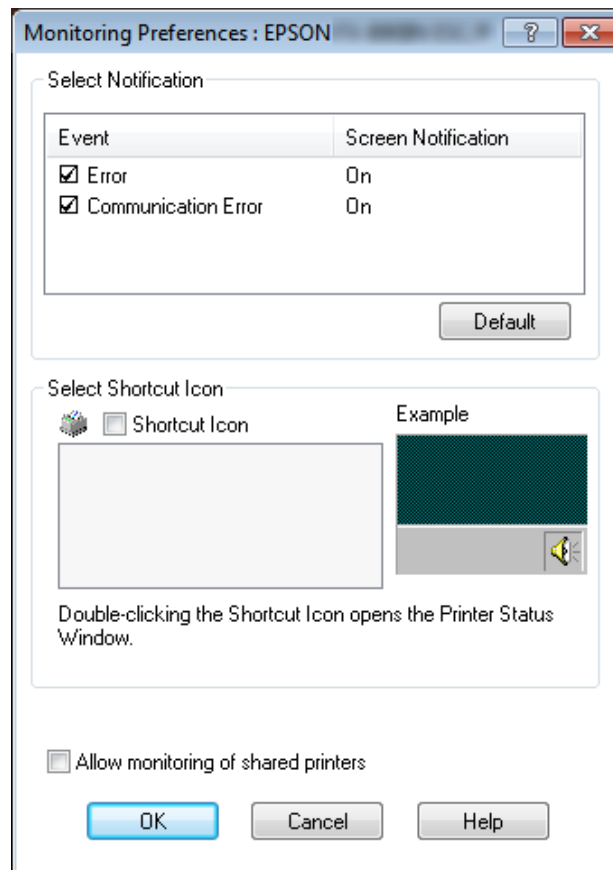 Monitoring Preferences : EPSON
Select Notification
Event Screen Notification
Error On
Communication Error On
Default
Select Shortcut Icon
Shortcut Icon Example
Double-clicking the Shortcut Icon opens the Printer Status
Window.
Allow monitoring of shared printers
OK Cancel Help